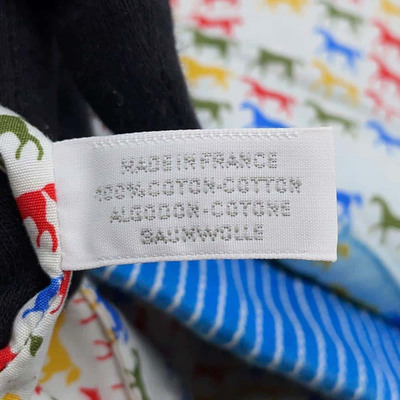 MADE IN FRANCE
100% COTON-COTTON
ALGODON-COTONE
BAUMWOLLE